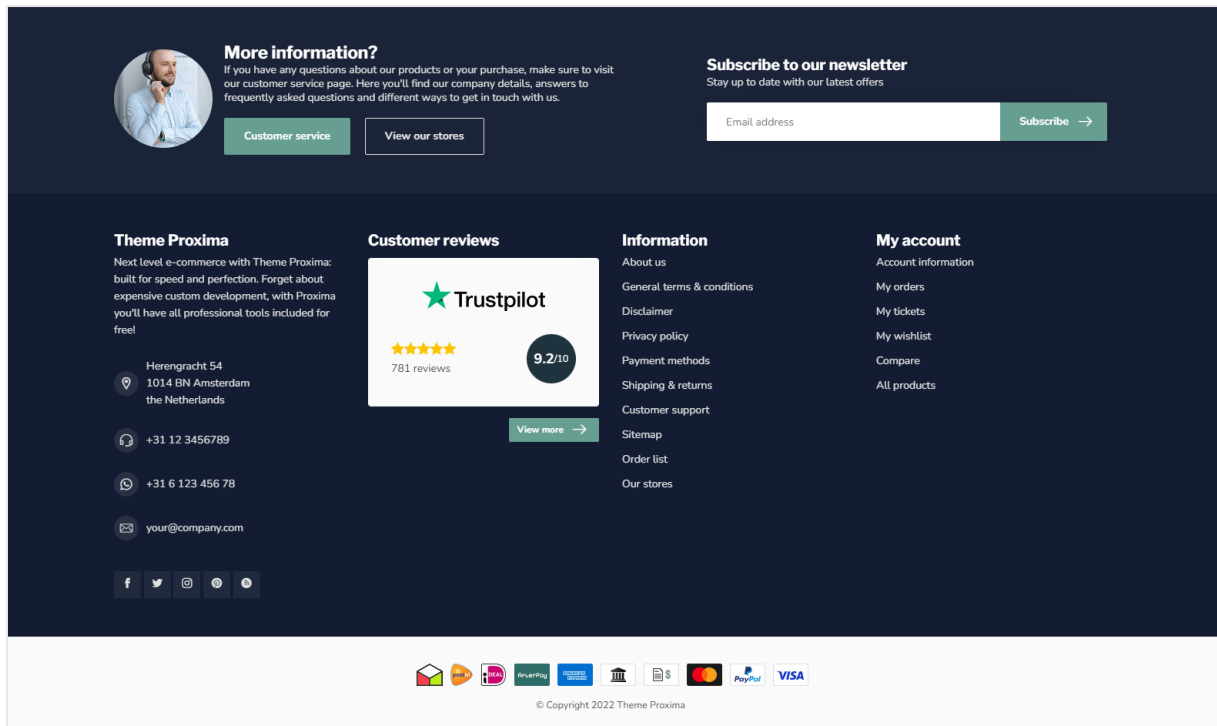 More information?
If you have any questions about our products or your purchase, make sure to visit
our customer service page. Here you'll find our company details, answers to
frequently asked questions and different ways to get in touch with us.
Customer service
View our stores
Subscribe to our newsletter
Stay up to date with our latest offers
Email address
Subscribe
Theme Proxima
Next level e-commerce with Theme Proxima:
built for speed and perfection. Forget about
expensive custom development, with Proxima
you'll have all professional tools included for
free!
Herengracht 54
1014 BN Amsterdam
the Netherlands
+31 12 3456789
+31 6 123 456 78
your@company.com
Customer reviews
Trustpilot
781 reviews
9.2/10
View more
Information
About us
General terms & conditions
Disclaimer
Privacy policy
Payment methods
Shipping & returns
Customer support
Sitemap
Order list
Our stores
My account
Account information
My orders
My tickets
My wishlist
Compare
All products
postnl
iDEAL
AFTERPAY
AMERICAN EXPRESS
$
PayPal
VISA
© Copyright 2022 Theme Proxima